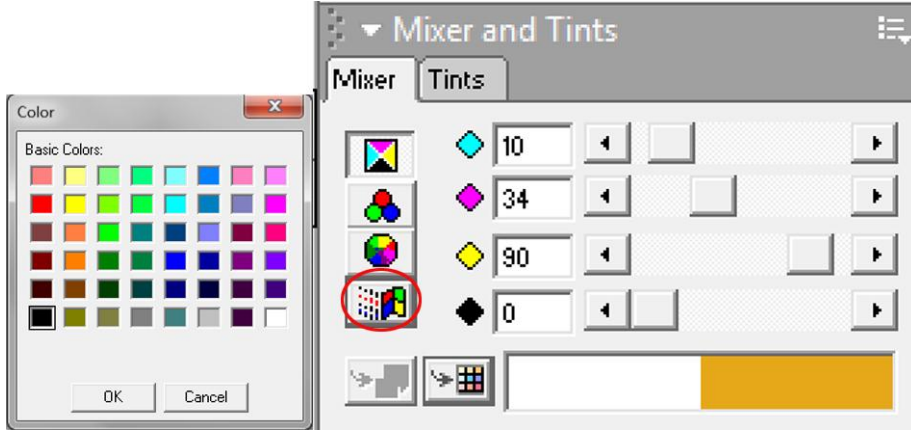 Color
Basic Colors:
OK
Cancel
Mixer and Tints
Mixer
Tints
10
34
90
0